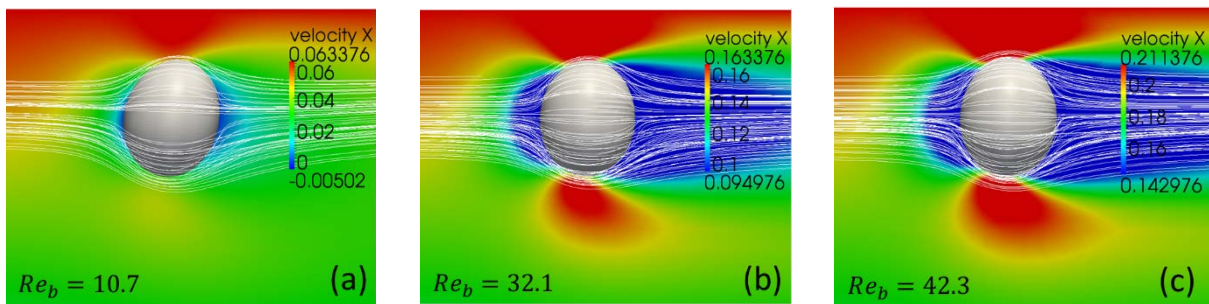 velocity X
0.063376
0.06
0.04
0.02
0
-0.00502
Re_b = 10.7
(a)
velocity X
0.163376
0.16
0.14
0.12
0.1
0.094976
Re_b = 32.1
(b)
velocity X
0.211376
0.2
0.18
0.16
0.142976
Re_b = 42.3
(c)